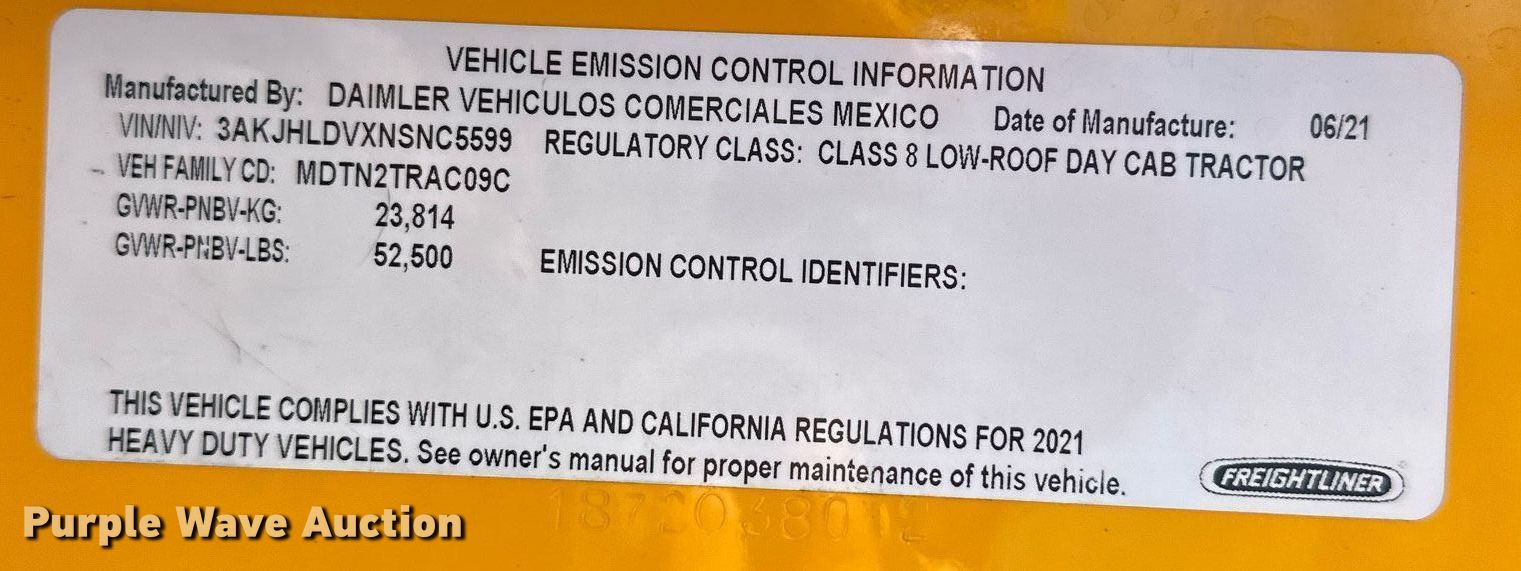 VEHICLE EMISSION CONTROL INFORMATION
Manufactured By: DAIMLER VEHICULOS COMERCIALES MEXICO Date of Manufacture: 06/21
VIN/NIV: 3AKJHLDVXNSNC5599 REGULATORY CLASS: CLASS 8 LOW-ROOF DAY CAB TRACTOR
VEH FAMILY CD: MDTN2TRAC09C
GVWR-PNBV-KG: 23,814
GVWR-PNBV-LBS: 52,500 EMISSION CONTROL IDENTIFIERS:
THIS VEHICLE COMPLIES WITH U.S. EPA AND CALIFORNIA REGULATIONS FOR 2021
HEAVY DUTY VEHICLES. See owner's manual for proper maintenance of this vehicle.
FREIGHTLINER
Purple Wave Auction